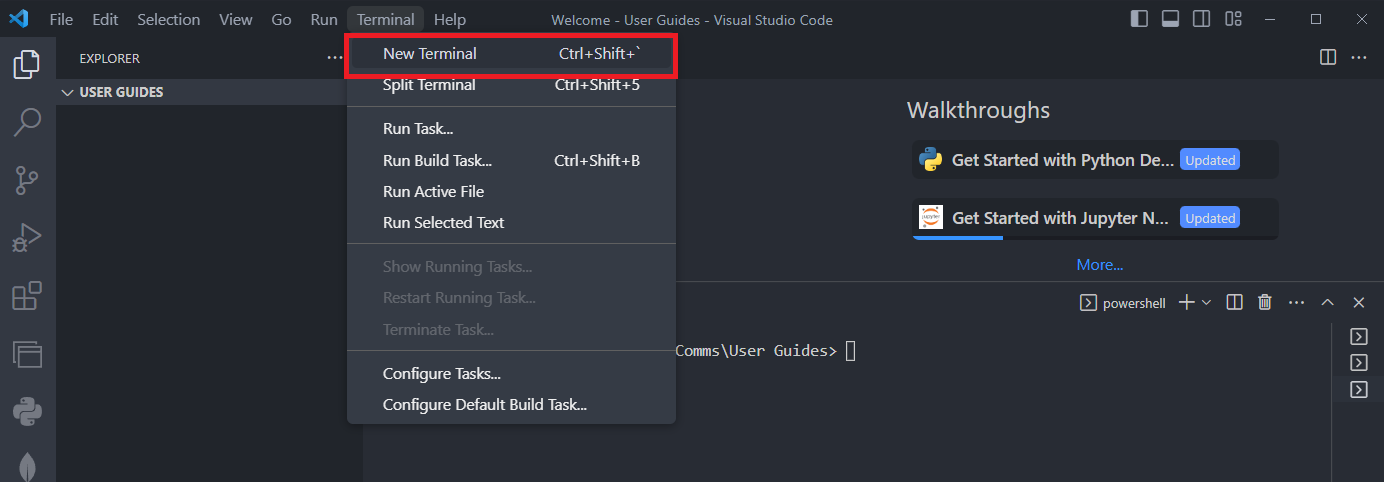 File Edit Selection View Go Run Terminal Help Welcome - User Guides - Visual Studio Code
EXPLORER
USER GUIDES
New Terminal Ctrl+Shift+`
Split Terminal Ctrl+Shift+5
Run Task...
Run Build Task... Ctrl+Shift+B
Run Active File
Run Selected Text
Show Running Tasks...
Restart Running Task...
Terminate Task...
Configure Tasks...
Configure Default Build Task...
Walkthroughs
Get Started with Python De... Updated
Get Started with Jupyter N... Updated
More...
powershell
Comms\User Guides>